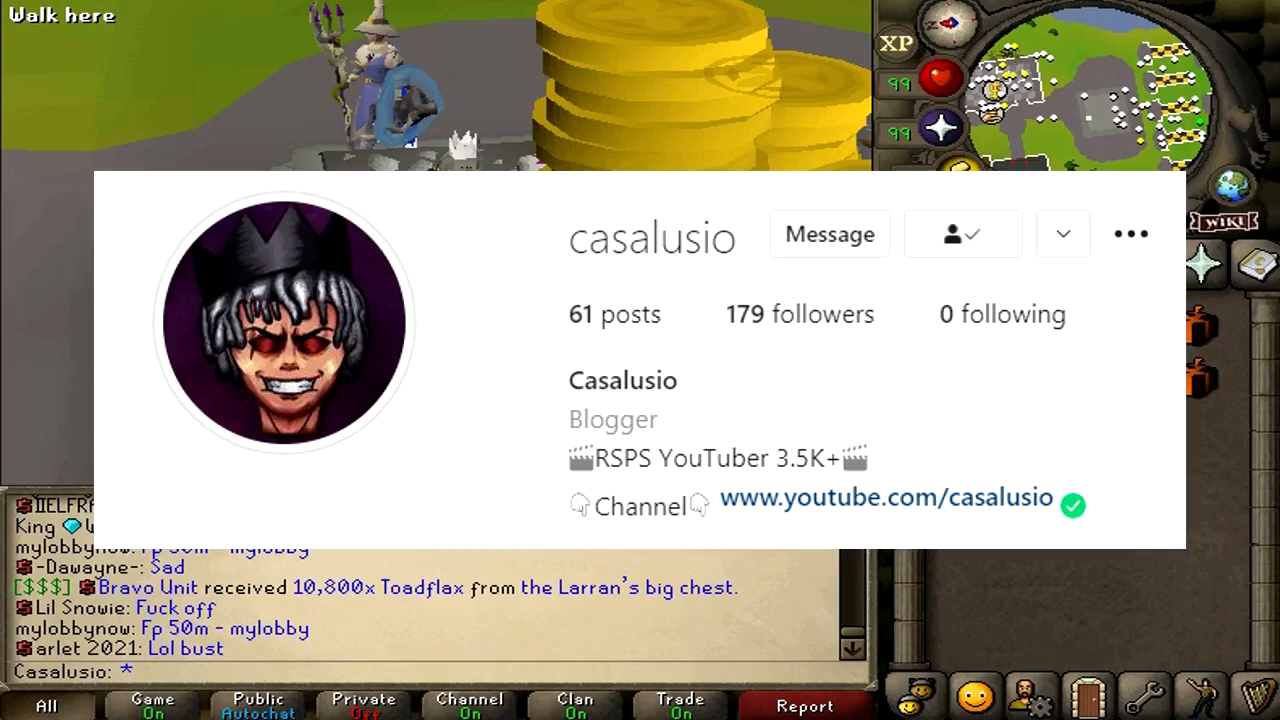 Walk here
XP
99
99
WIKI
casalusio
Message
61 posts
179 followers
0 following
Casalusio
Blogger
RSPS YouTuber 3.5K+
Channel www.youtube.com/casalusio
King
mylobbynow: Fp 50m - mylobby
-Dawayne-: Sad
[$$$] Bravo Unit received 10,800x Toadflax from the Larran's big chest.
Lil Snowie: Fuck off
mylobbynow: Fp 50m - mylobby
arlet 2021: Lol bust
Casalusio: *
All
Game
On
Public
Autochat
Private
Off
Channel
On
Clan
On
Trade
On
Report